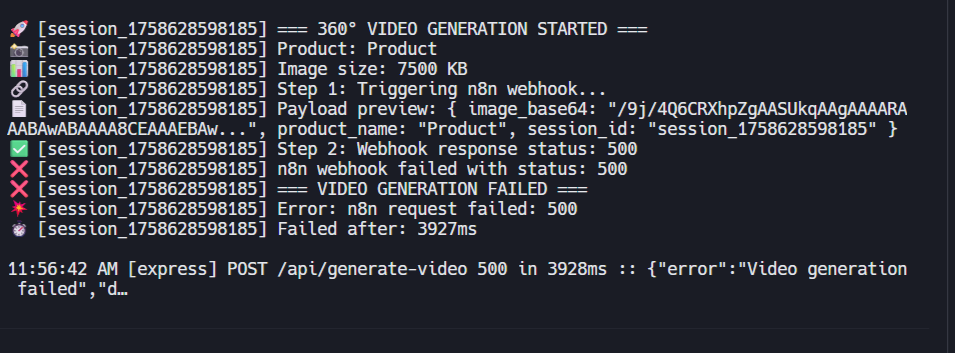 🚀 [session_1758628598185] === 360° VIDEO GENERATION STARTED ===
📷 [session_1758628598185] Product: Product
📊 [session_1758628598185] Image size: 7500 KB
🔗 [session_1758628598185] Step 1: Triggering n8n webhook...
📄 [session_1758628598185] Payload preview: { image_base64: "/9j/4Q6CRXhpZgAASUkqAAgAAAARA
AABAwABAAAA8CEAAAEBAw...", product_name: "Product", session_id: "session_1758628598185" }
✅ [session_1758628598185] Step 2: Webhook response status: 500
❌ [session_1758628598185] n8n webhook failed with status: 500
❌ [session_1758628598185] === VIDEO GENERATION FAILED ===
💥 [session_1758628598185] Error: n8n request failed: 500
⏱️ [session_1758628598185] Failed after: 3927ms
11:56:42 AM [express] POST /api/generate-video 500 in 3928ms :: {"error":"Video generation
failed","d…